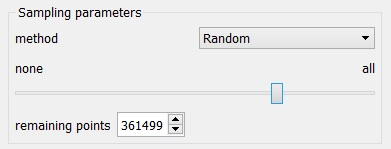 Sampling parameters
method Random
none all
remaining points 361499